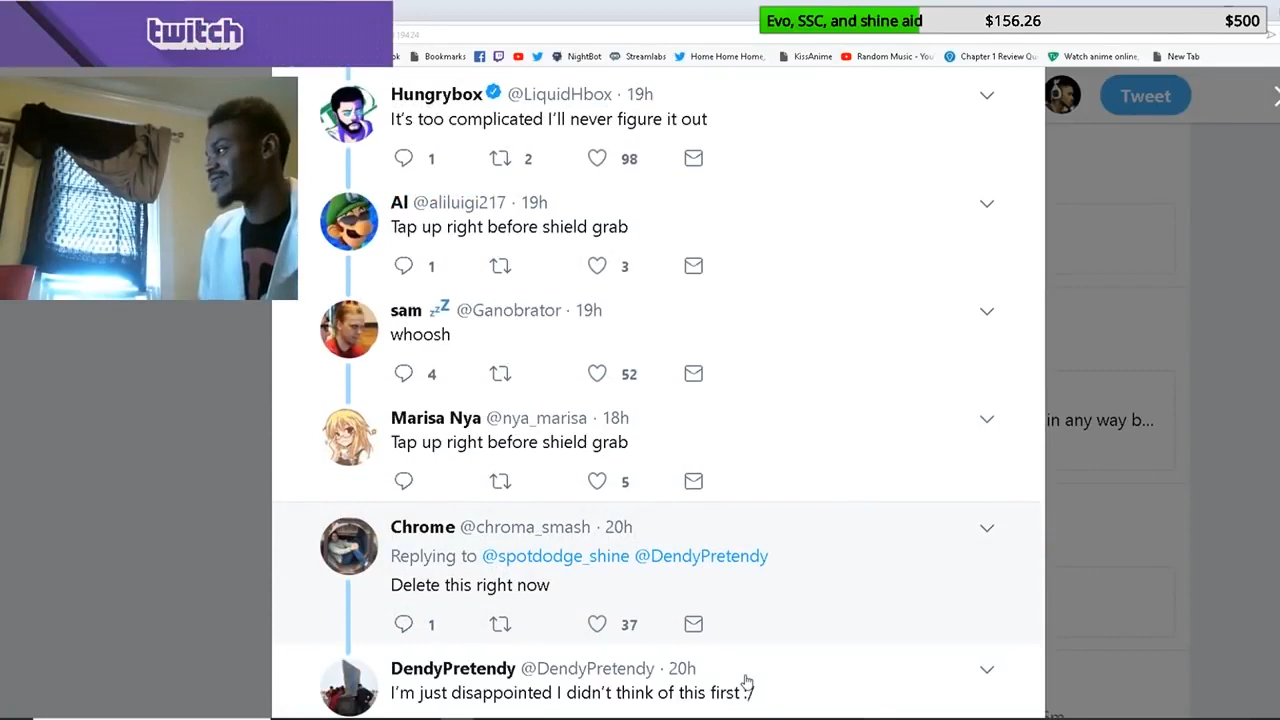 twitch
Evo, SSC, and shine aid $156.26 $500
19424
Bookmarks NightBot Streamlabs Home Home Home, KissAnime Random Music - You Chapter 1 Review Qu Watch anime online, New Tab
Tweet
Hungrybox @LiquidHbox · 19h
It's too complicated I'll never figure it out
1 2 98
Al @aliluigi217 · 19h
Tap up right before shield grab
1 3
sam zzZ @Ganobrator · 19h
whoosh
4 52
Marisa Nya @nya_marisa · 18h
Tap up right before shield grab
5
in any way b...
Chrome @chroma_smash · 20h
Replying to @spotdodge_shine @DendyPretendy
Delete this right now
1 37
DendyPretendy @DendyPretendy · 20h
I'm just disappointed I didn't think of this first :/